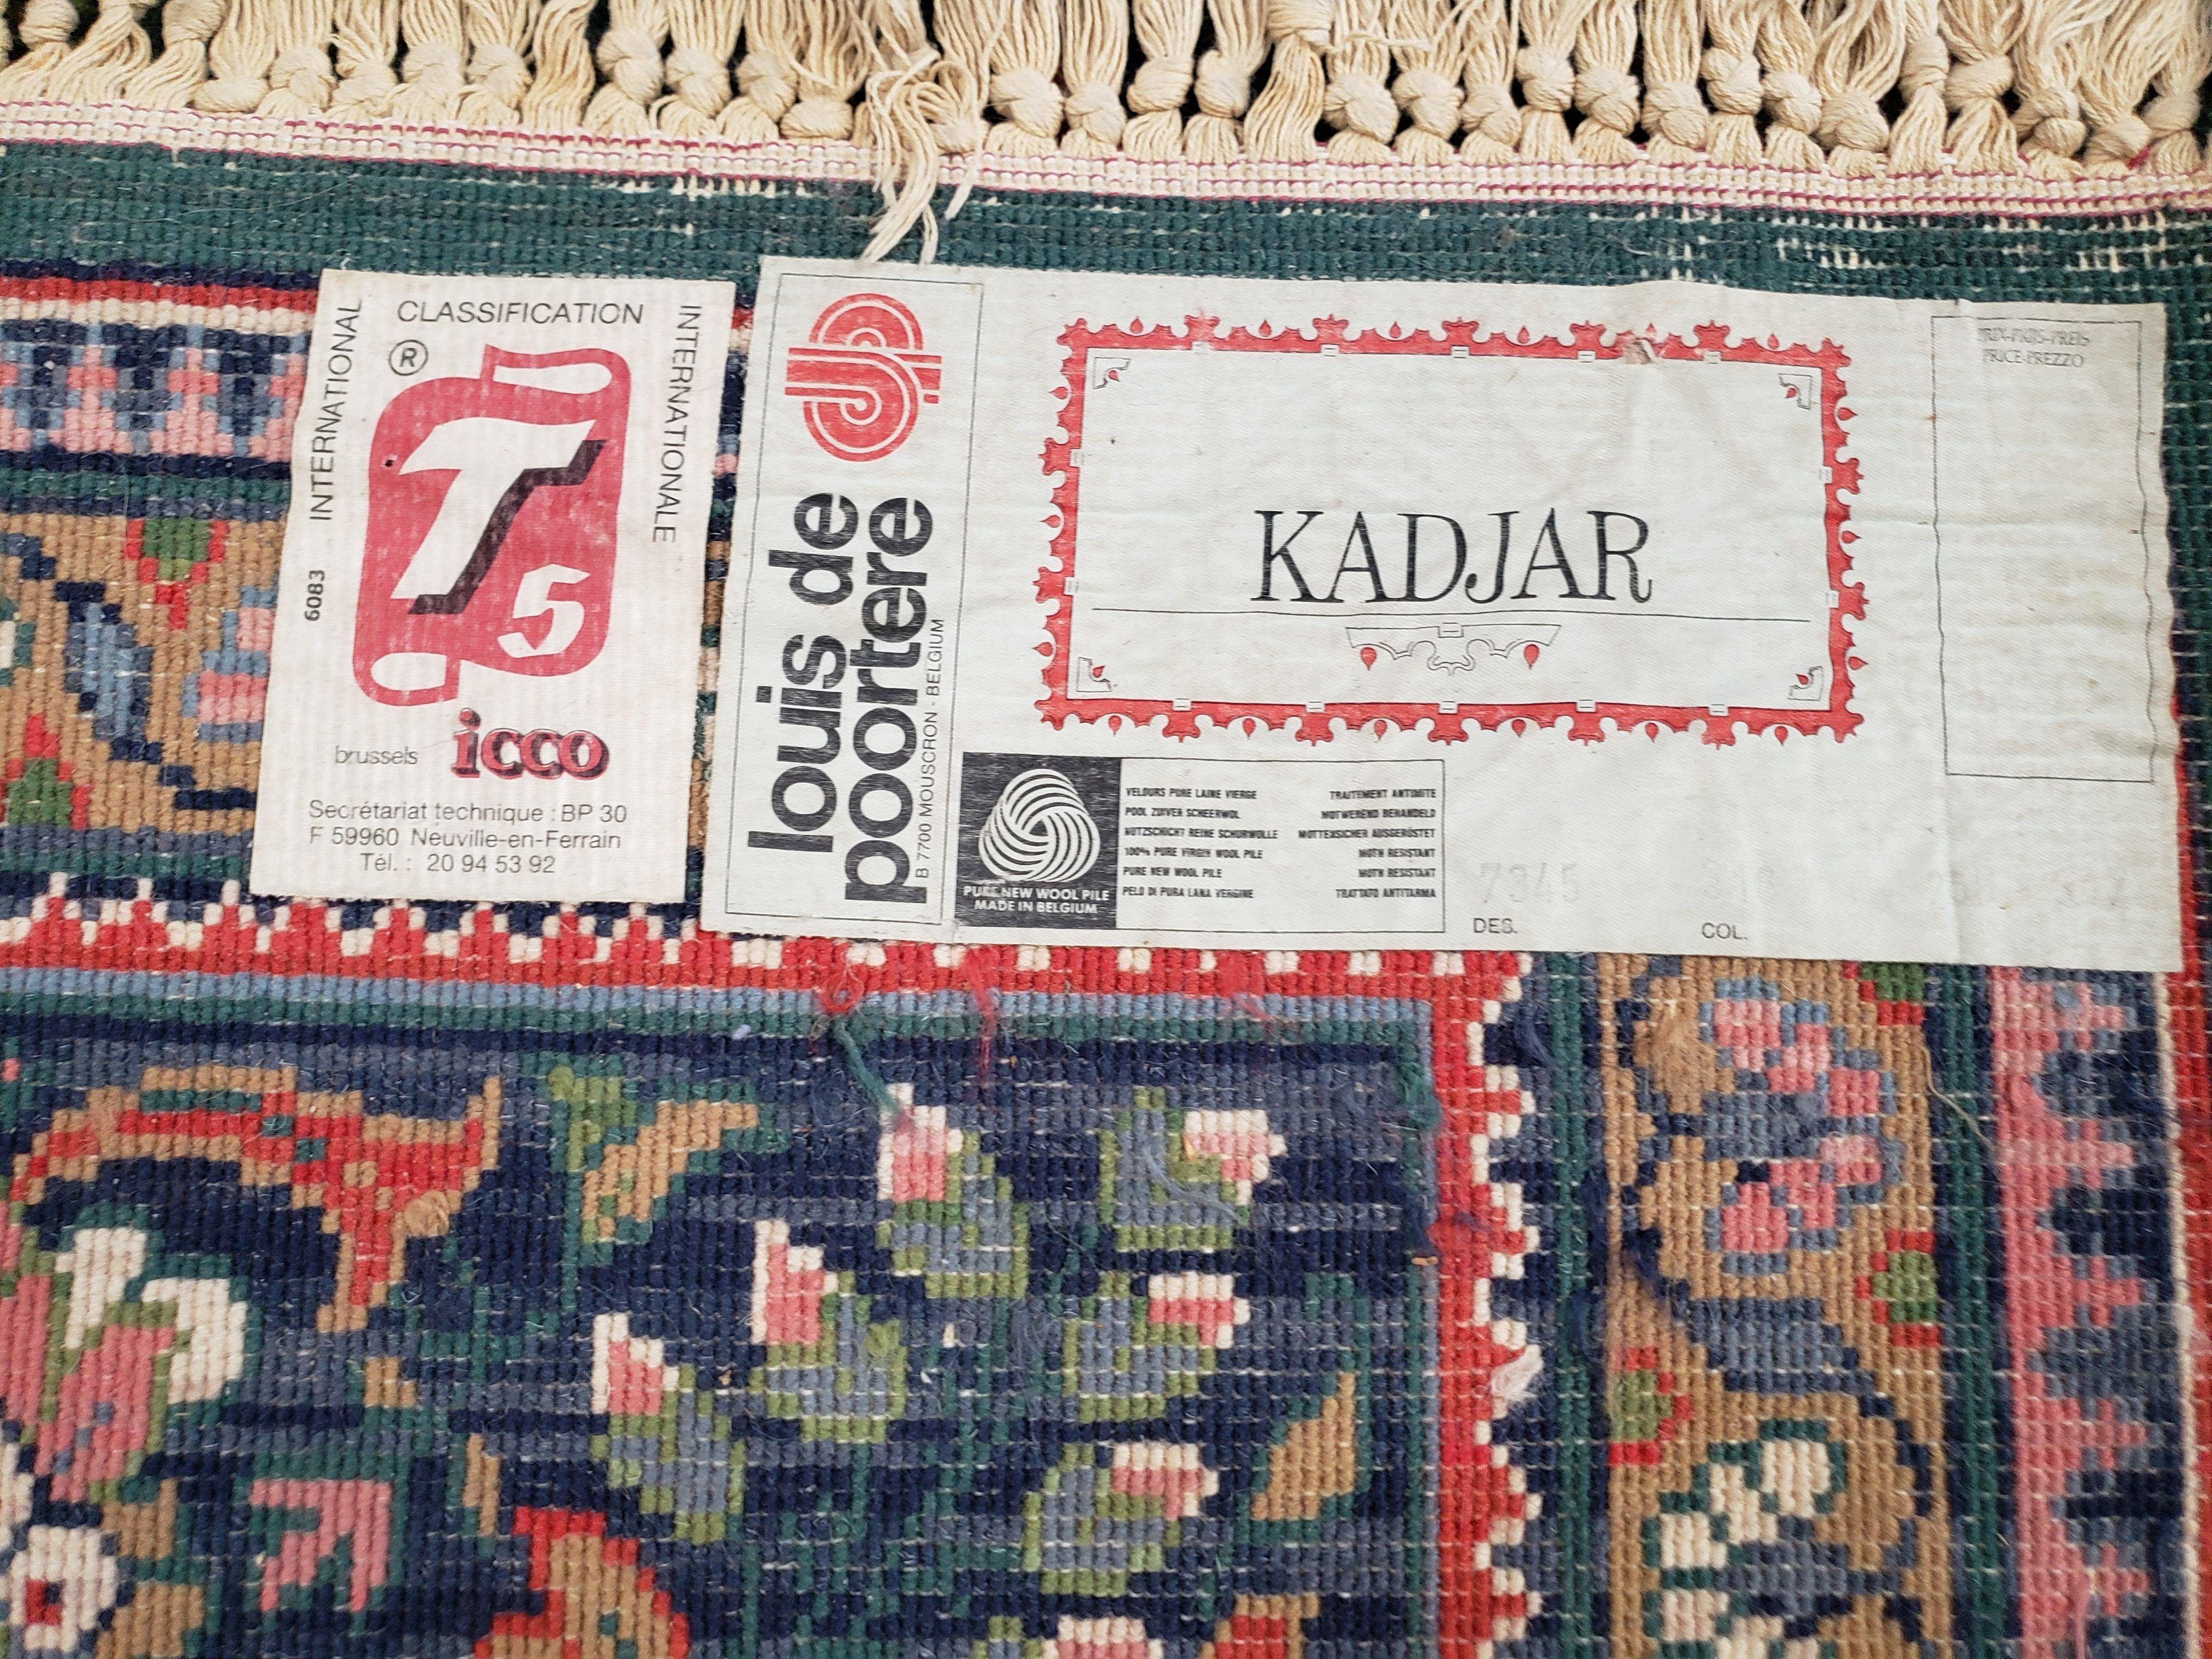 CLASSIFICATION
INTERNATIONAL
INTERNATIONALE
®
T 5
6083
brussels icco
Secrétariat technique : BP 30
F 59960 Neuville-en-Ferrain
Tél. : 20 94 53 92
louis de
poortere
B 7700 MOUSCRON - BELGIUM
KADJAR
PRIX-PRIJS-PREIS
PRICE-PREZZO
PURE NEW WOOL PILE
MADE IN BELGIUM
VELOURS PURE LAINE VIERGE TRAITEMENT ANTIMITE
POOL ZUIVER SCHEERWOL MOTWEREND BEHANDELD
NUTZSCHICHT REINE SCHURWOLLE MOTTENSICHER AUSGERÜSTET
100% PURE VIRGIN WOOL PILE MOTH RESISTANT
PURE NEW WOOL PILE MOTH RESISTANT
PELO DI PURA LANA VERGINE TRATTATO ANTITARMA
DES. COL.